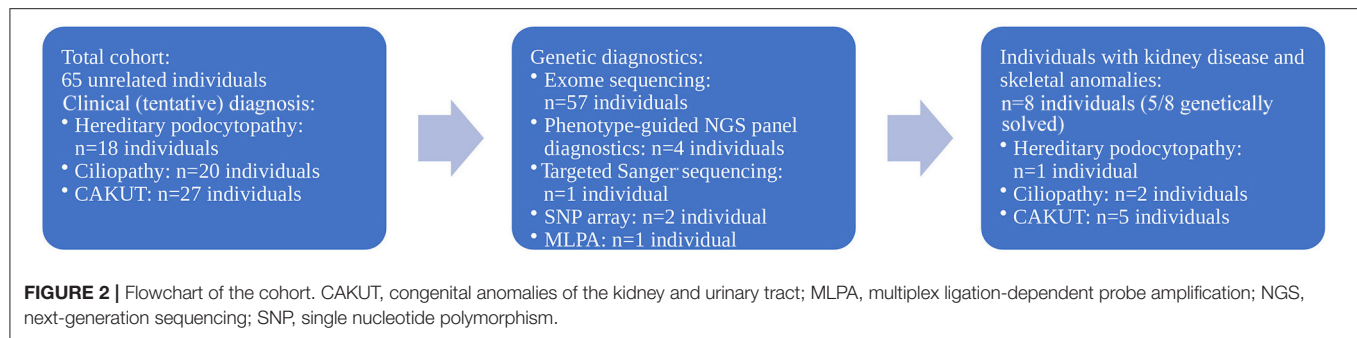 Total cohort:
65 unrelated individuals
Clinical (tentative) diagnosis:
• Hereditary podocytopathy:
n=18 individuals
• Ciliopathy: n=20 individuals
• CAKUT: n=27 individuals
Genetic diagnostics:
• Exome sequencing:
n=57 individuals
• Phenotype-guided NGS panel
diagnostics: n=4 individuals
• Targeted Sanger sequencing:
n=1 individual
• SNP array: n=2 individual
• MLPA: n=1 individual
Individuals with kidney disease and
skeletal anomalies:
n=8 individuals (5/8 genetically
solved)
• Hereditary podocytopathy:
n=1 individual
• Ciliopathy: n=2 individuals
• CAKUT: n=5 individuals
FIGURE 2 | Flowchart of the cohort. CAKUT, congenital anomalies of the kidney and urinary tract; MLPA, multiplex ligation-dependent probe amplification; NGS,
next-generation sequencing; SNP, single nucleotide polymorphism.